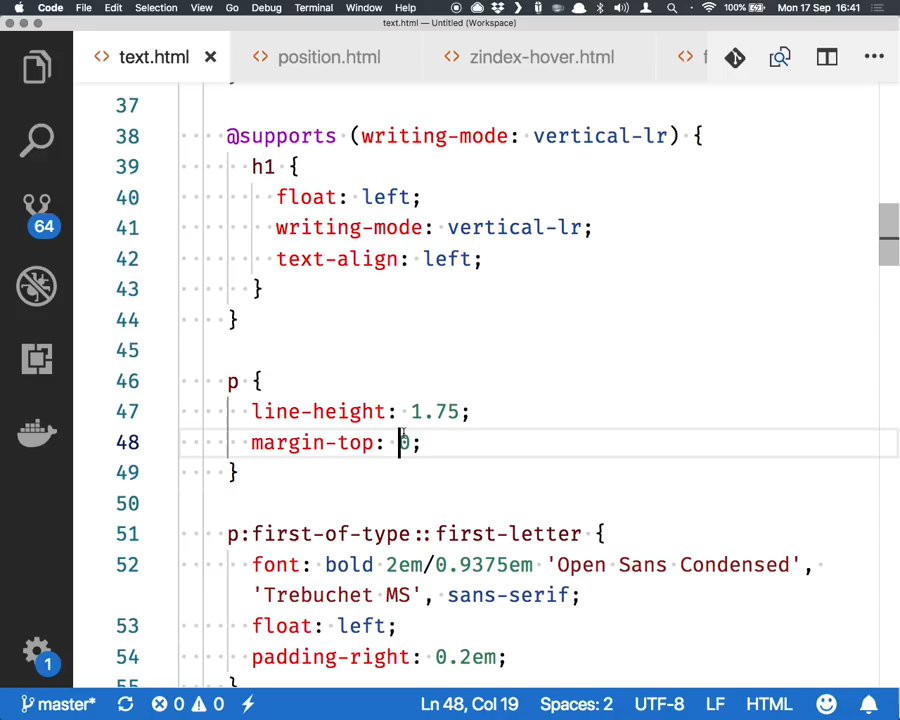 Code File Edit Selection View Go Debug Terminal Window Help 100% Mon 17 Sep 16:41
text.html — Untitled (Workspace)
text.html position.html zindex-hover.html f
37
38 @supports (writing-mode: vertical-lr) {
39 h1 {
40 float: left;
41 writing-mode: vertical-lr;
42 text-align: left;
43 }
44 }
45
46 p {
47 line-height: 1.75;
48 margin-top: 0;
49 }
50
51 p:first-of-type::first-letter {
52 font: bold 2em/0.9375em 'Open Sans Condensed',
'Trebuchet MS', sans-serif;
53 float: left;
54 padding-right: 0.2em;
55 }
64
1
master* 0 0 Ln 48, Col 19 Spaces: 2 UTF-8 LF HTML